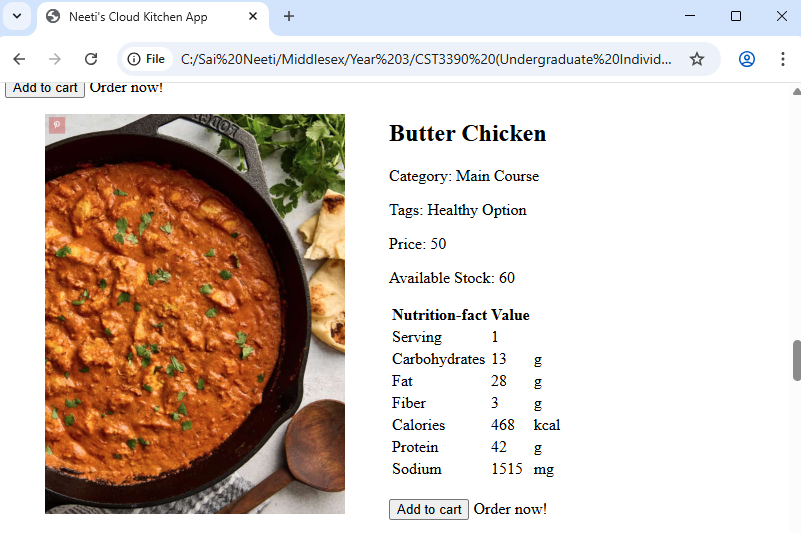 Neeti's Cloud Kitchen App
File C:/Sai%20Neeti/Middlesex/Year%203/CST3390%20(Undergraduate%20Individ...
Add to cart Order now!
Butter Chicken
Category: Main Course
Tags: Healthy Option
Price: 50
Available Stock: 60
Nutrition-fact Value
Serving 1
Carbohydrates 13 g
Fat 28 g
Fiber 3 g
Calories 468 kcal
Protein 42 g
Sodium 1515 mg
Add to cart Order now!